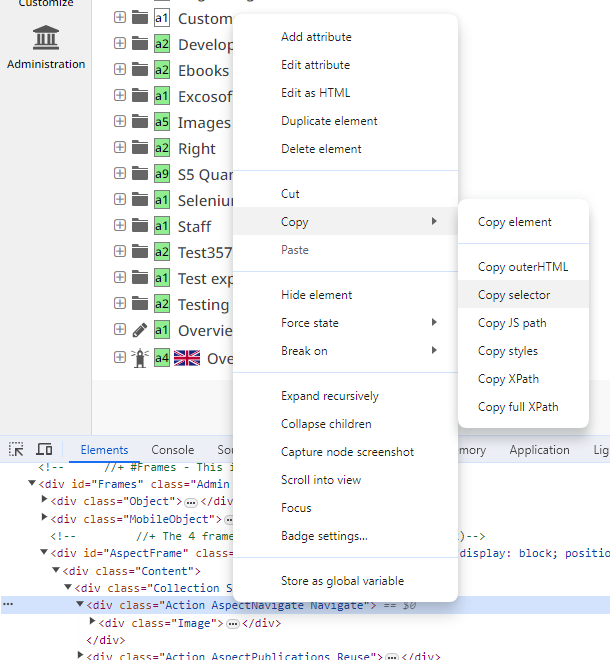 Customize
Administration
a1 Custom
a2 Develop
a2 Ebooks
a1 Excosof
a5 Images
a2 Right
a9 S5 Quar
a1 Seleniu
a1 Staff
a2 Test357
a1 Test exp
a2 Testing
a1 Overvie
a4 Ove
Add attribute
Edit attribute
Edit as HTML
Duplicate element
Delete element
Cut
Copy
Paste
Hide element
Force state
Break on
Expand recursively
Collapse children
Capture node screenshot
Scroll into view
Focus
Badge settings...
Store as global variable
Copy element
Copy outerHTML
Copy selector
Copy JS path
Copy styles
Copy XPath
Copy full XPath
Elements Console Sou mory Application Lig
<!-- //+ #Frames - This i
<div id="Frames" class="Admin
<div class="Object"> … </div>
<div class="MobileObject"> …
<!-- //+ The 4 frame )-->
<div id="AspectFrame" class= display: block; positio
<div class="Content">
<div class="Collection S
… <div class="Action AspectNavigate Navigate"> == $0
<div class="Image"> … </div>
</div>
<div class="Action AspectPublications Reuse"> … </div>